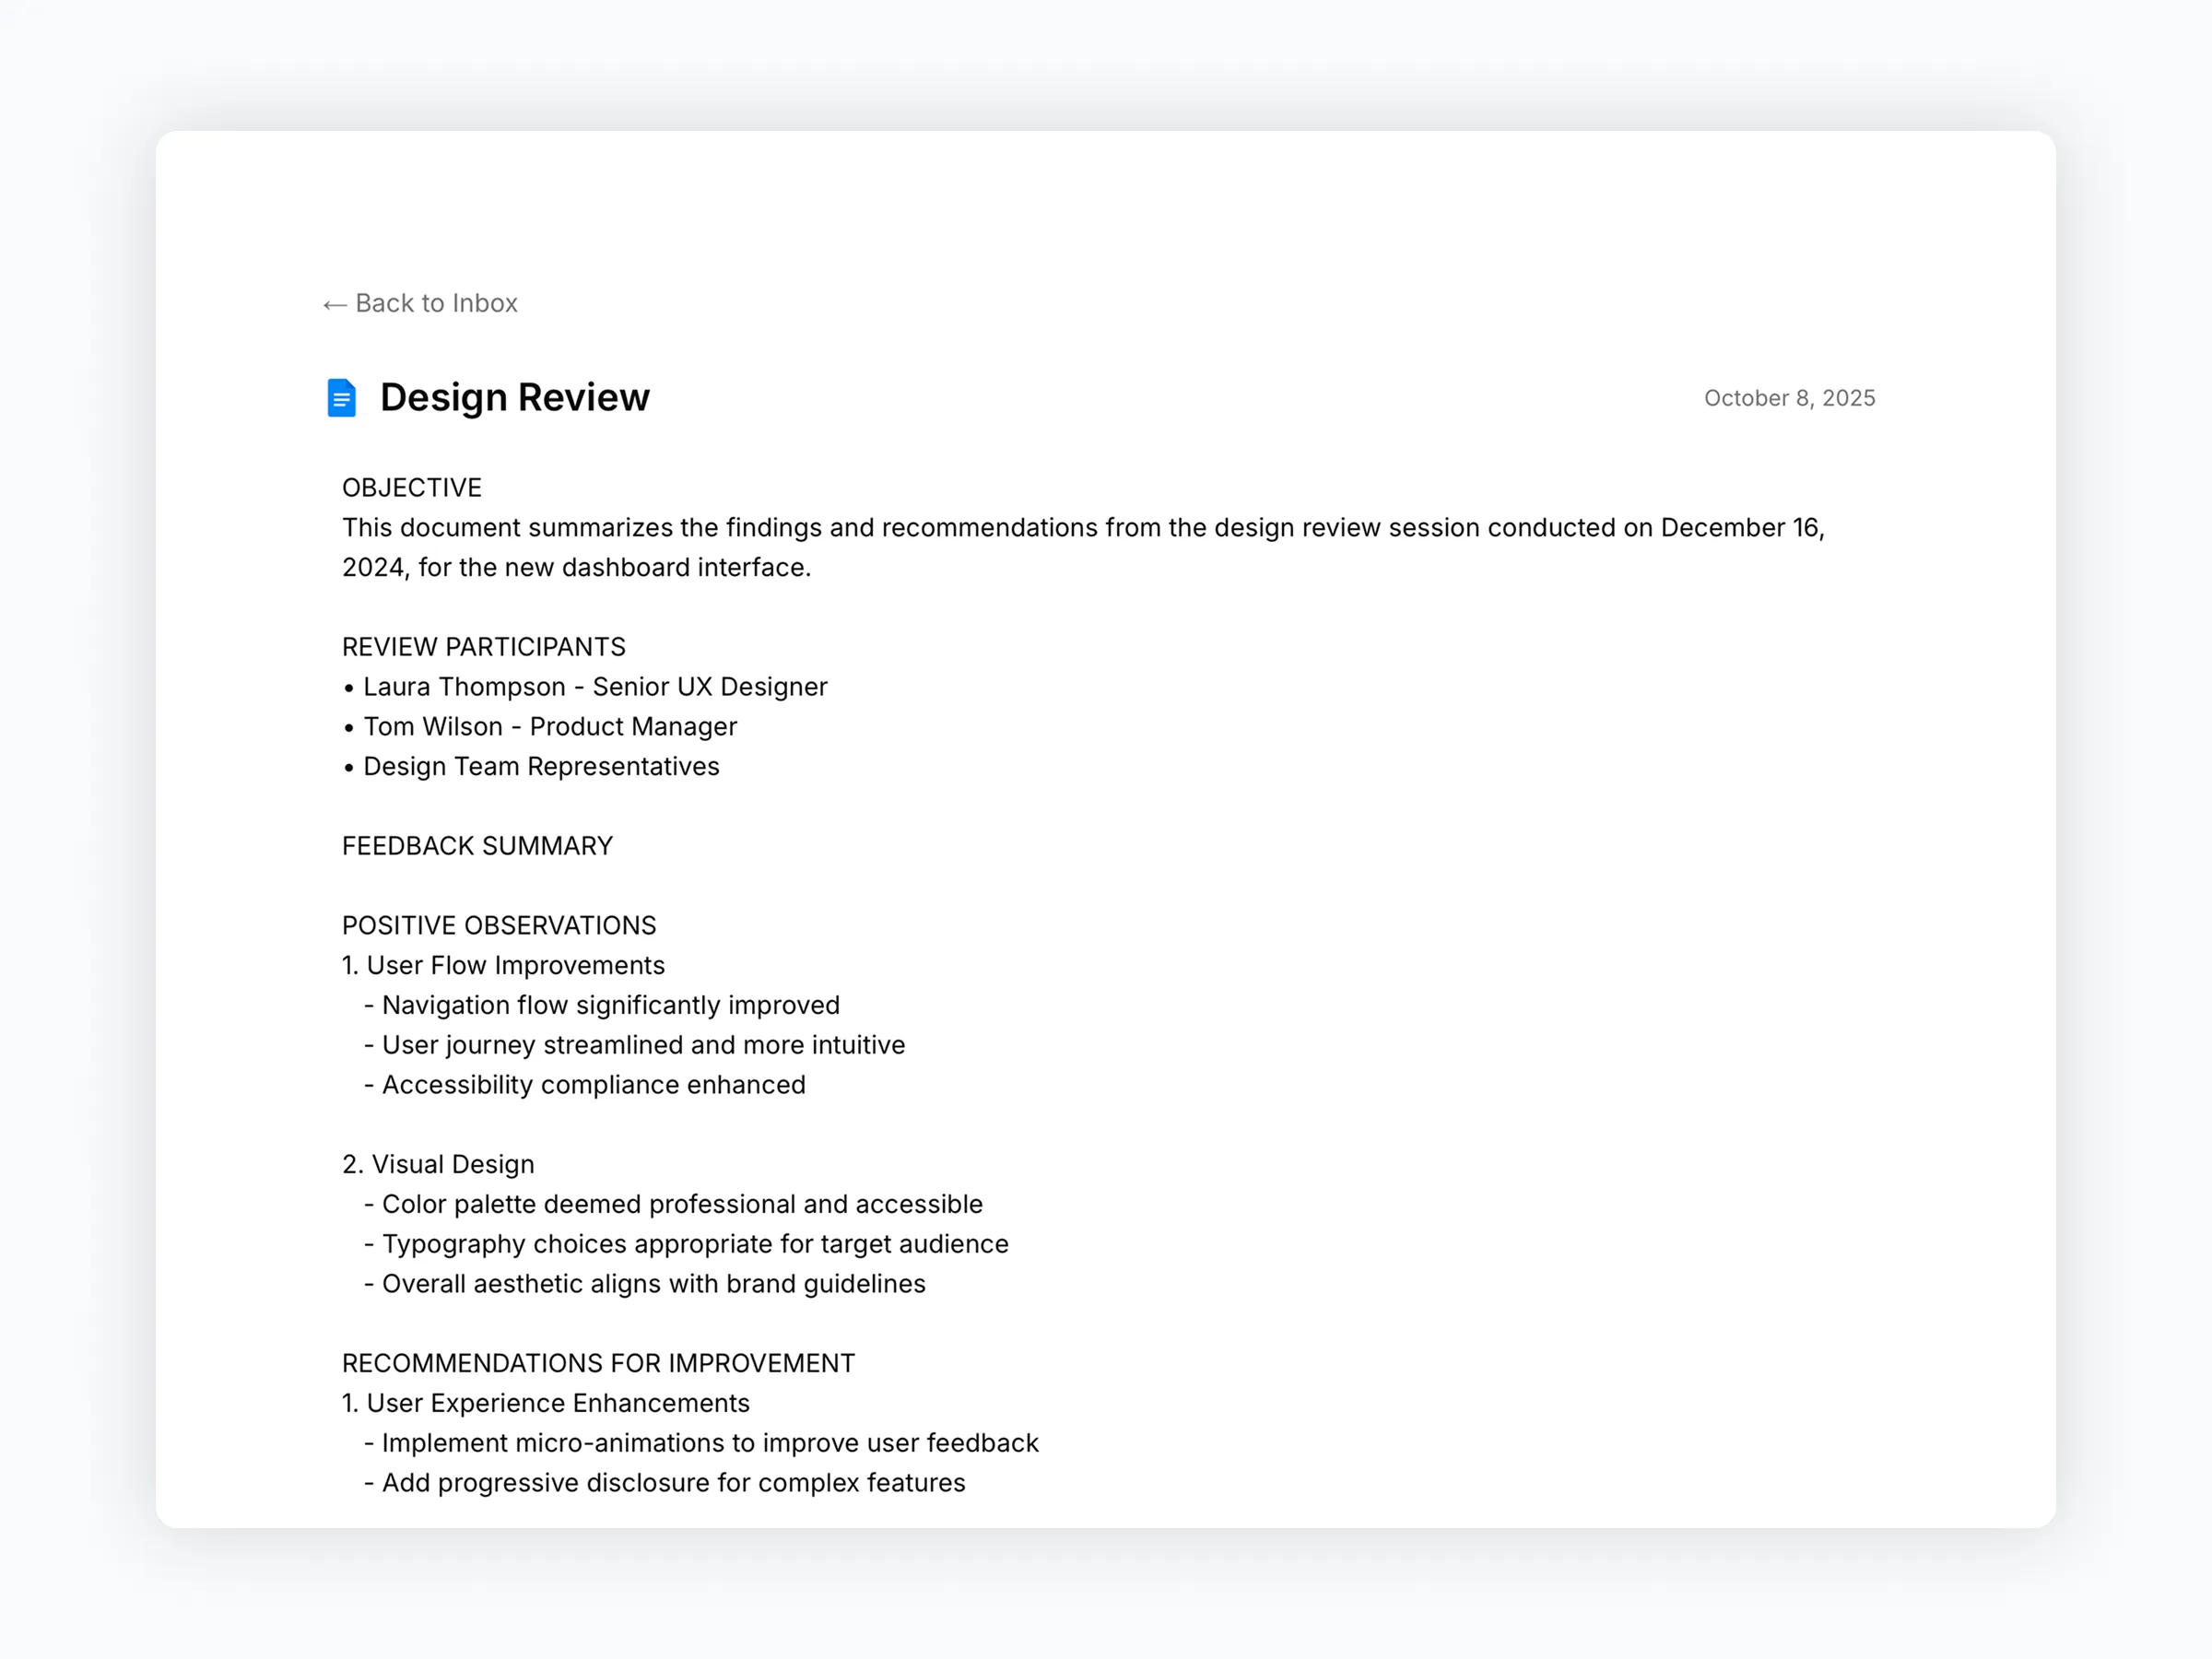 ← Back to Inbox
Design Review
October 8, 2025
OBJECTIVE
This document summarizes the findings and recommendations from the design review session conducted on December 16,
2024, for the new dashboard interface.
REVIEW PARTICIPANTS
• Laura Thompson - Senior UX Designer
• Tom Wilson - Product Manager
• Design Team Representatives
FEEDBACK SUMMARY
POSITIVE OBSERVATIONS
1. User Flow Improvements
- Navigation flow significantly improved
- User journey streamlined and more intuitive
- Accessibility compliance enhanced
2. Visual Design
- Color palette deemed professional and accessible
- Typography choices appropriate for target audience
- Overall aesthetic aligns with brand guidelines
RECOMMENDATIONS FOR IMPROVEMENT
1. User Experience Enhancements
- Implement micro-animations to improve user feedback
- Add progressive disclosure for complex features